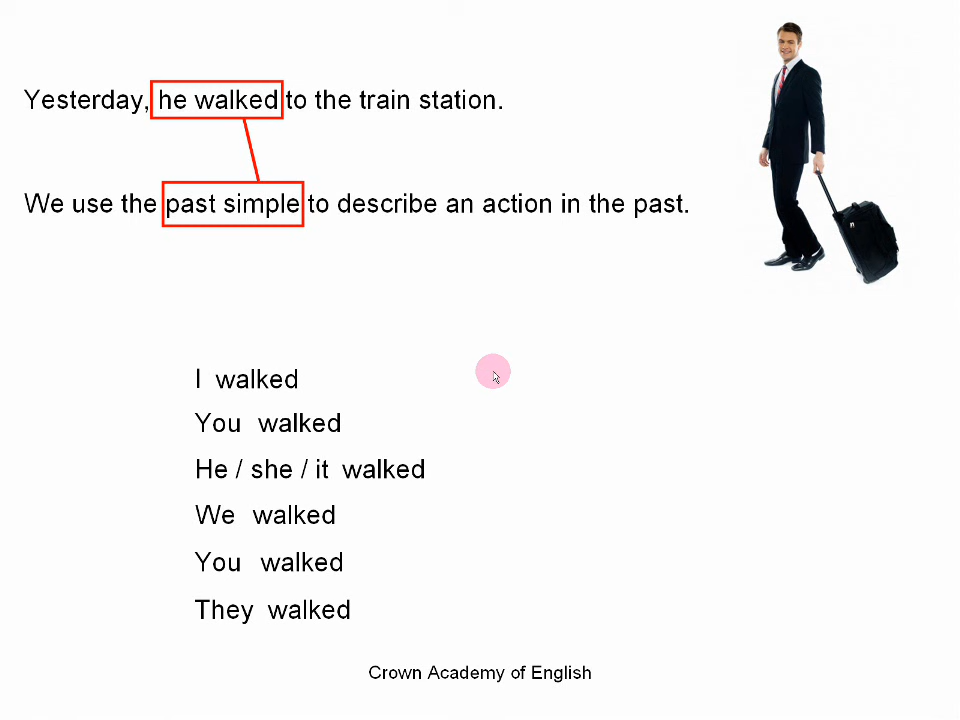 Yesterday, he walked to the train station.
We use the past simple to describe an action in the past.
I walked
You walked
He / she / it walked
We walked
You walked
They walked
Crown Academy of English